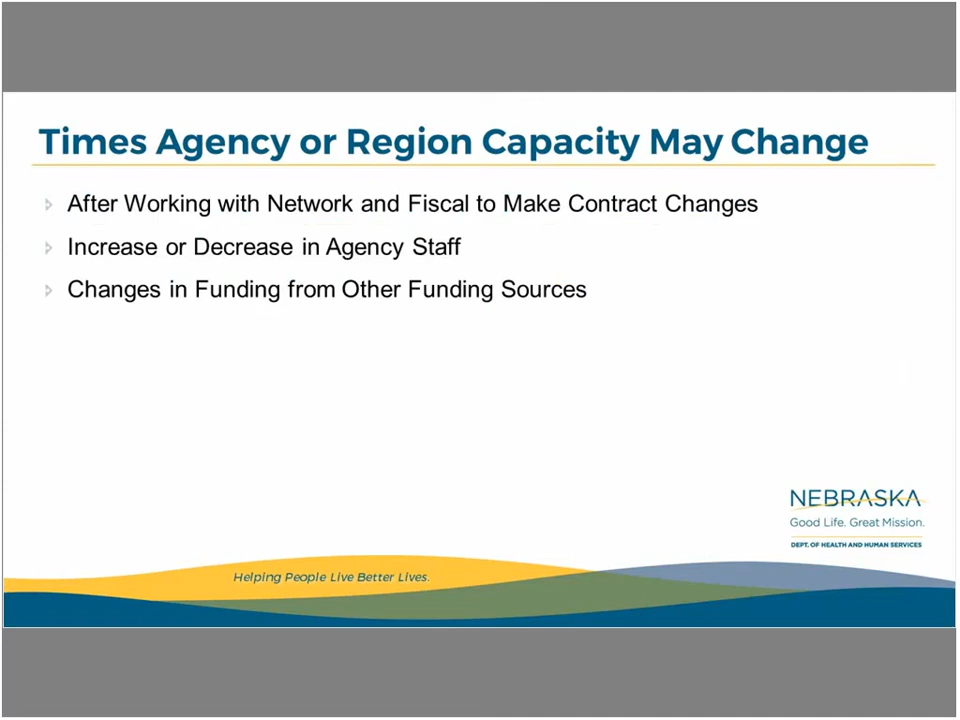 Times Agency or Region Capacity May Change
After Working with Network and Fiscal to Make Contract Changes
Increase or Decrease in Agency Staff
Changes in Funding from Other Funding Sources
NEBRASKA
Good Life. Great Mission.
DEPT. OF HEALTH AND HUMAN SERVICES
Helping People Live Better Lives.